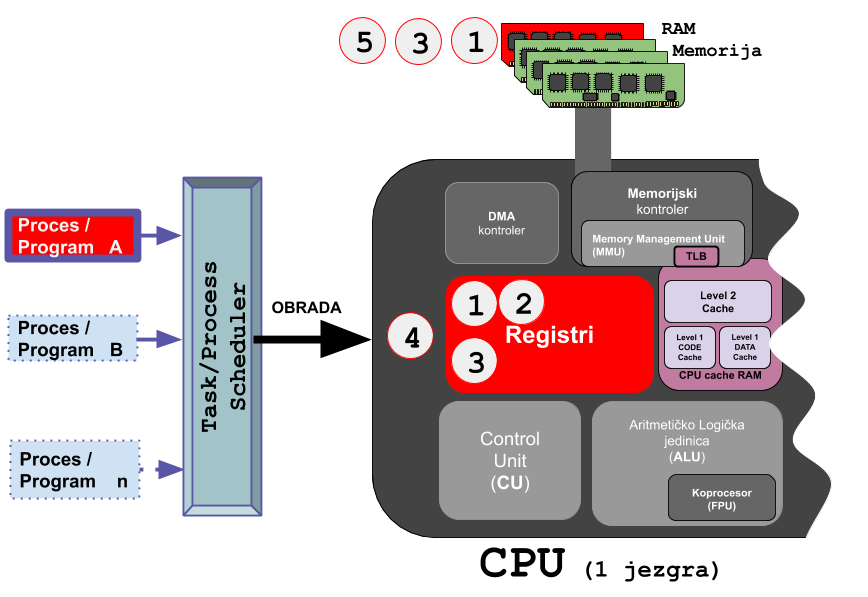 5 3 1
RAM
Memorija
Proces /
Program A
Proces /
Program B
Proces /
Program n
Task/Process
Scheduler
OBRADA
DMA
kontroler
Memorijski
kontroler
Memory Management Unit
(MMU)
TLB
Level 2
Cache
Level 1
CODE
Cache
Level 1
DATA
Cache
CPU cache RAM
4
1 2
Registri
3
Control
Unit
(CU)
Aritmetičko Logička
jedinica
(ALU)
Koprocesor
(FPU)
CPU (1 jezgra)